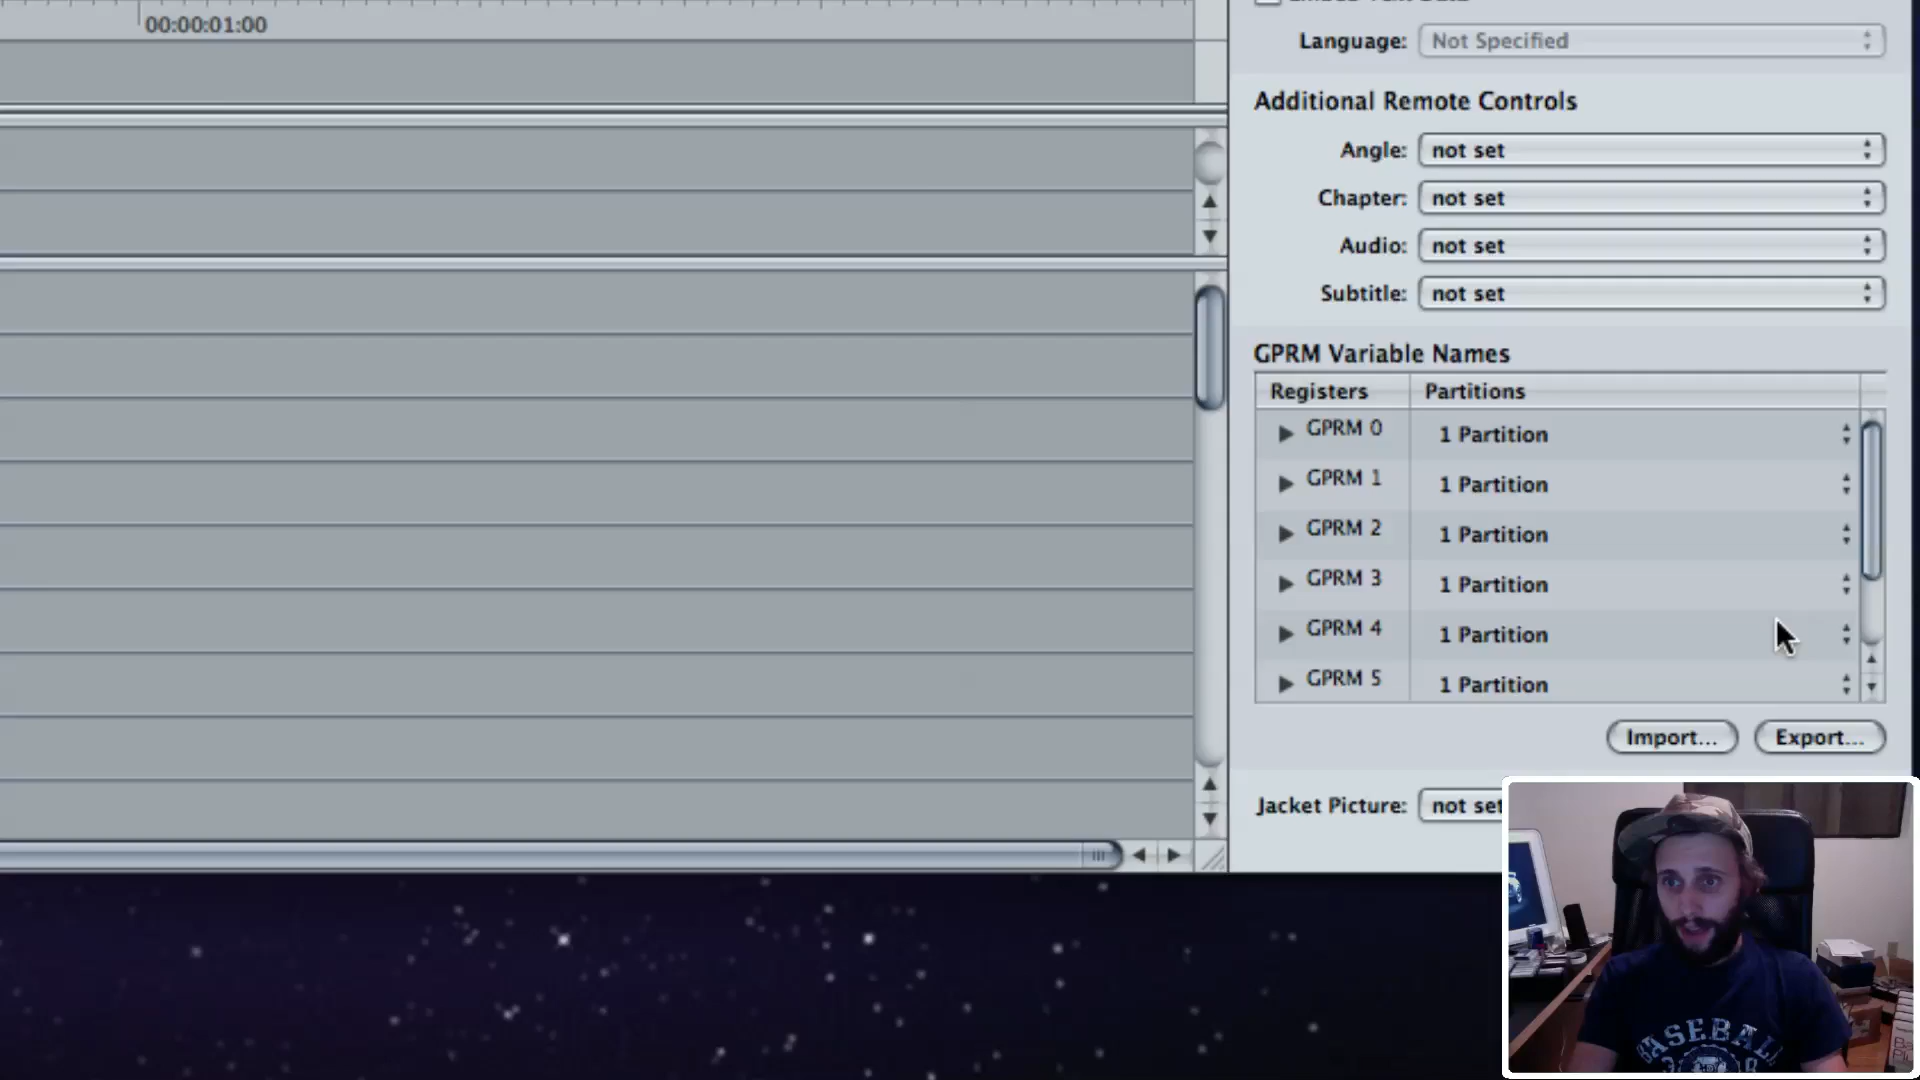 00:00:01:00
Language: Not Specified
Additional Remote Controls
Angle: not set
Chapter: not set
Audio: not set
Subtitle: not set
GPRM Variable Names
Registers Partitions
GPRM 0 1 Partition
GPRM 1 1 Partition
GPRM 2 1 Partition
GPRM 3 1 Partition
GPRM 4 1 Partition
GPRM 5 1 Partition
Import... Export...
Jacket Picture: not set
BASEBALL